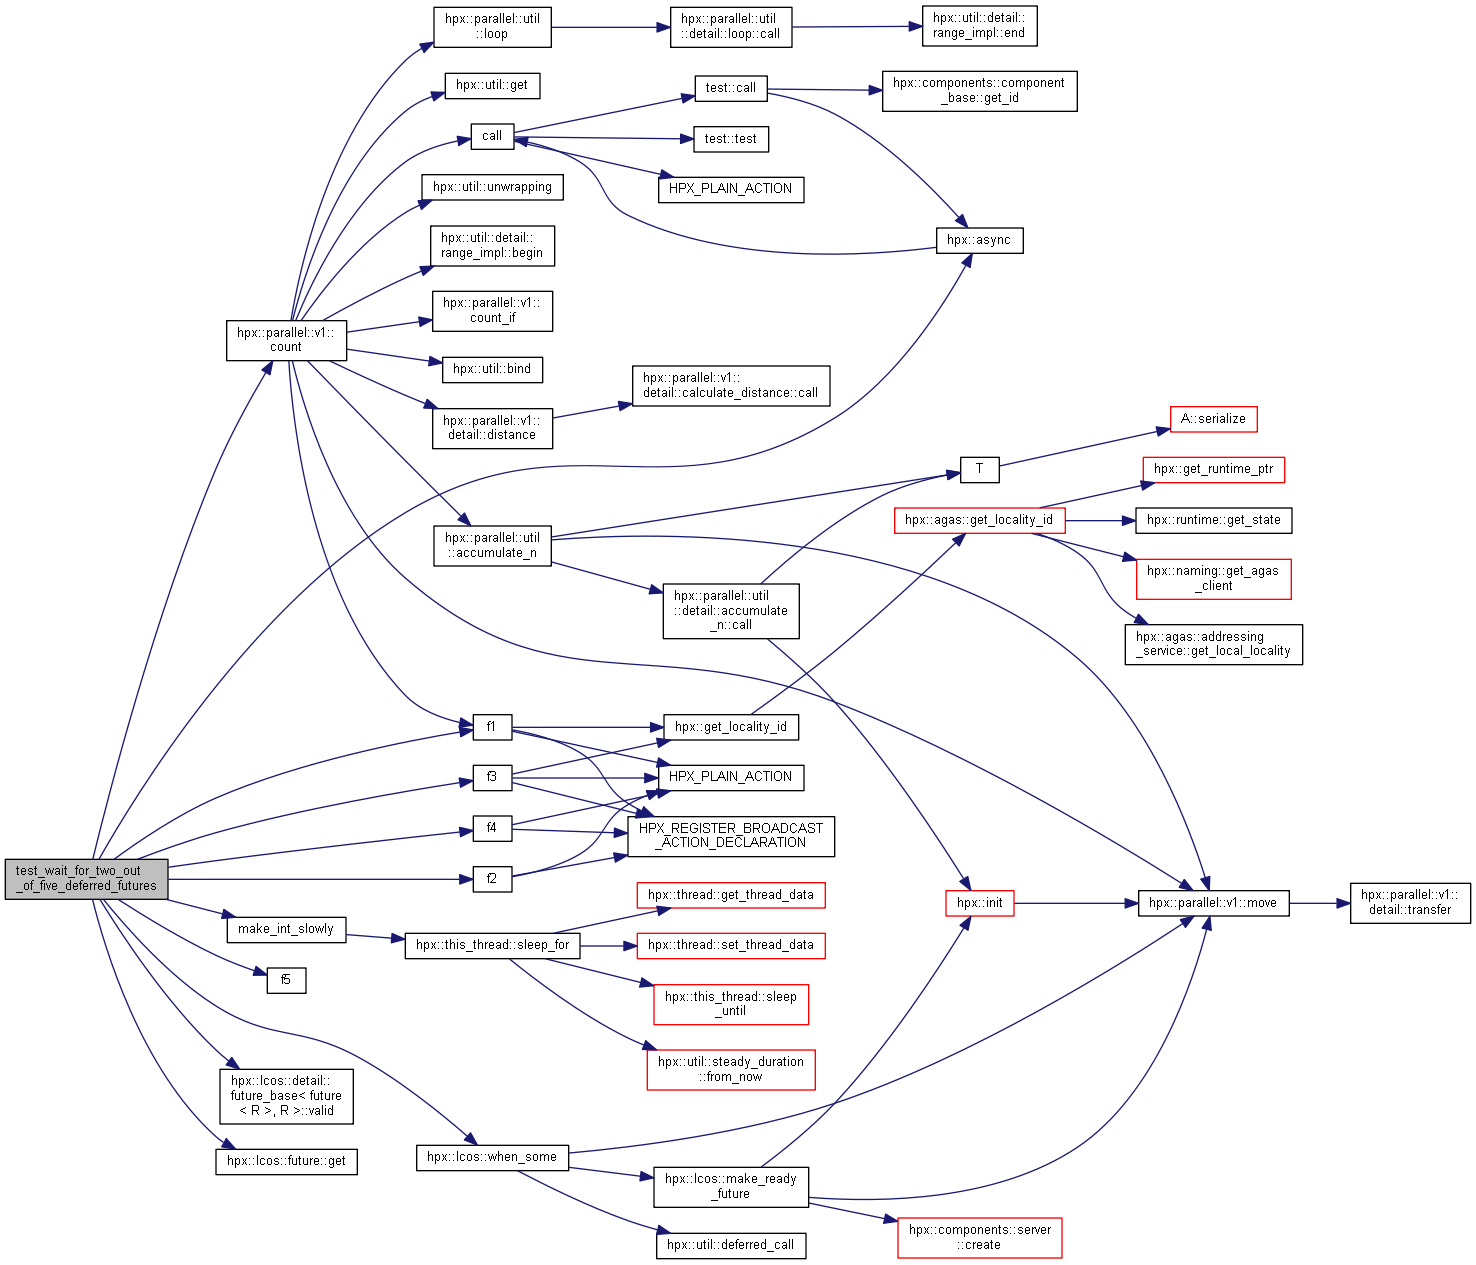 hpx::parallel::util
::loop
hpx::parallel::util
::detail::loop::call
hpx::util::detail::
range_impl::end
hpx::util::get
test::call
hpx::components::component
_base::get_id
call
test::test
hpx::util::unwrapping
HPX_PLAIN_ACTION
hpx::util::detail::
range_impl::begin
hpx::async
hpx::parallel::v1::
count_if
hpx::parallel::v1::
count
hpx::util::bind
hpx::parallel::v1::
detail::calculate_distance::call
hpx::parallel::v1::
detail::distance
A::serialize
T
hpx::get_runtime_ptr
hpx::agas::get_locality_id
hpx::runtime::get_state
hpx::parallel::util
::accumulate_n
hpx::naming::get_agas
_client
hpx::parallel::util
::detail::accumulate
_n::call
hpx::agas::addressing
_service::get_local_locality
f1
hpx::get_locality_id
f3
HPX_PLAIN_ACTION
f4
HPX_REGISTER_BROADCAST
_ACTION_DECLARATION
test_wait_for_two_out
_of_five_deferred_futures
f2
hpx::thread::get_thread_data
hpx::init
hpx::parallel::v1::move
hpx::parallel::v1::
detail::transfer
make_int_slowly
hpx::this_thread::sleep_for
hpx::thread::set_thread_data
f5
hpx::this_thread::sleep
_until
hpx::util::steady_duration
::from_now
hpx::lcos::detail::
future_base< future
< R >, R >::valid
hpx::lcos::future::get
hpx::lcos::when_some
hpx::lcos::make_ready
_future
hpx::components::server
::create
hpx::util::deferred_call